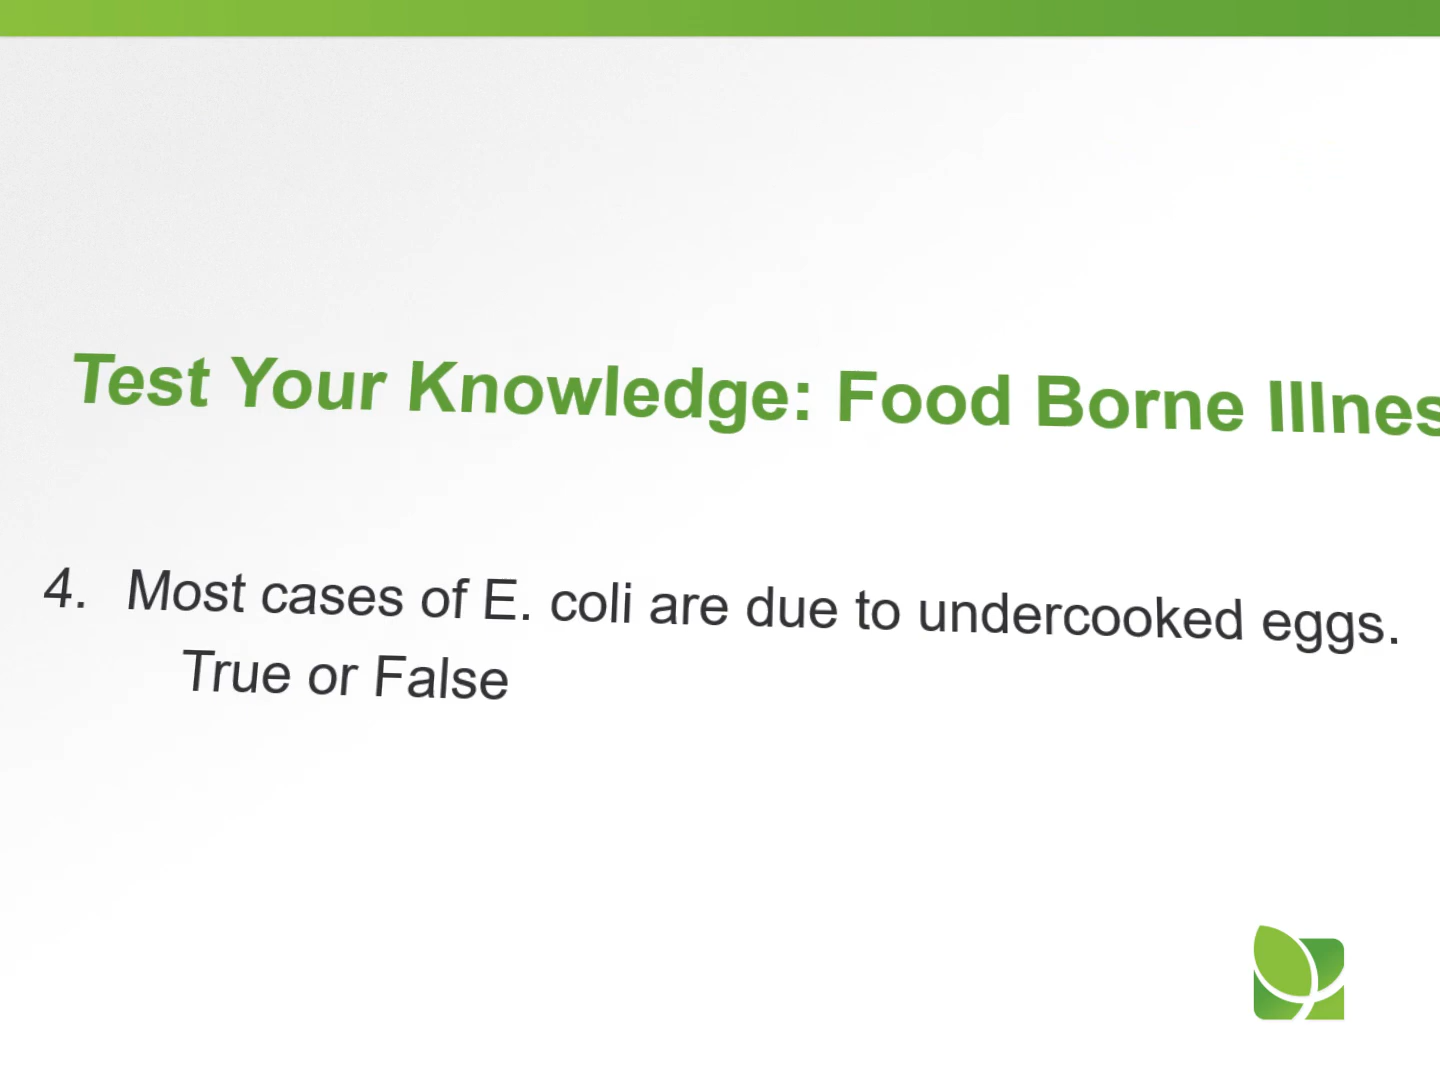 Test Your Knowledge: Food Borne Illnes
4. Most cases of E. coli are due to undercooked eggs.
True or False